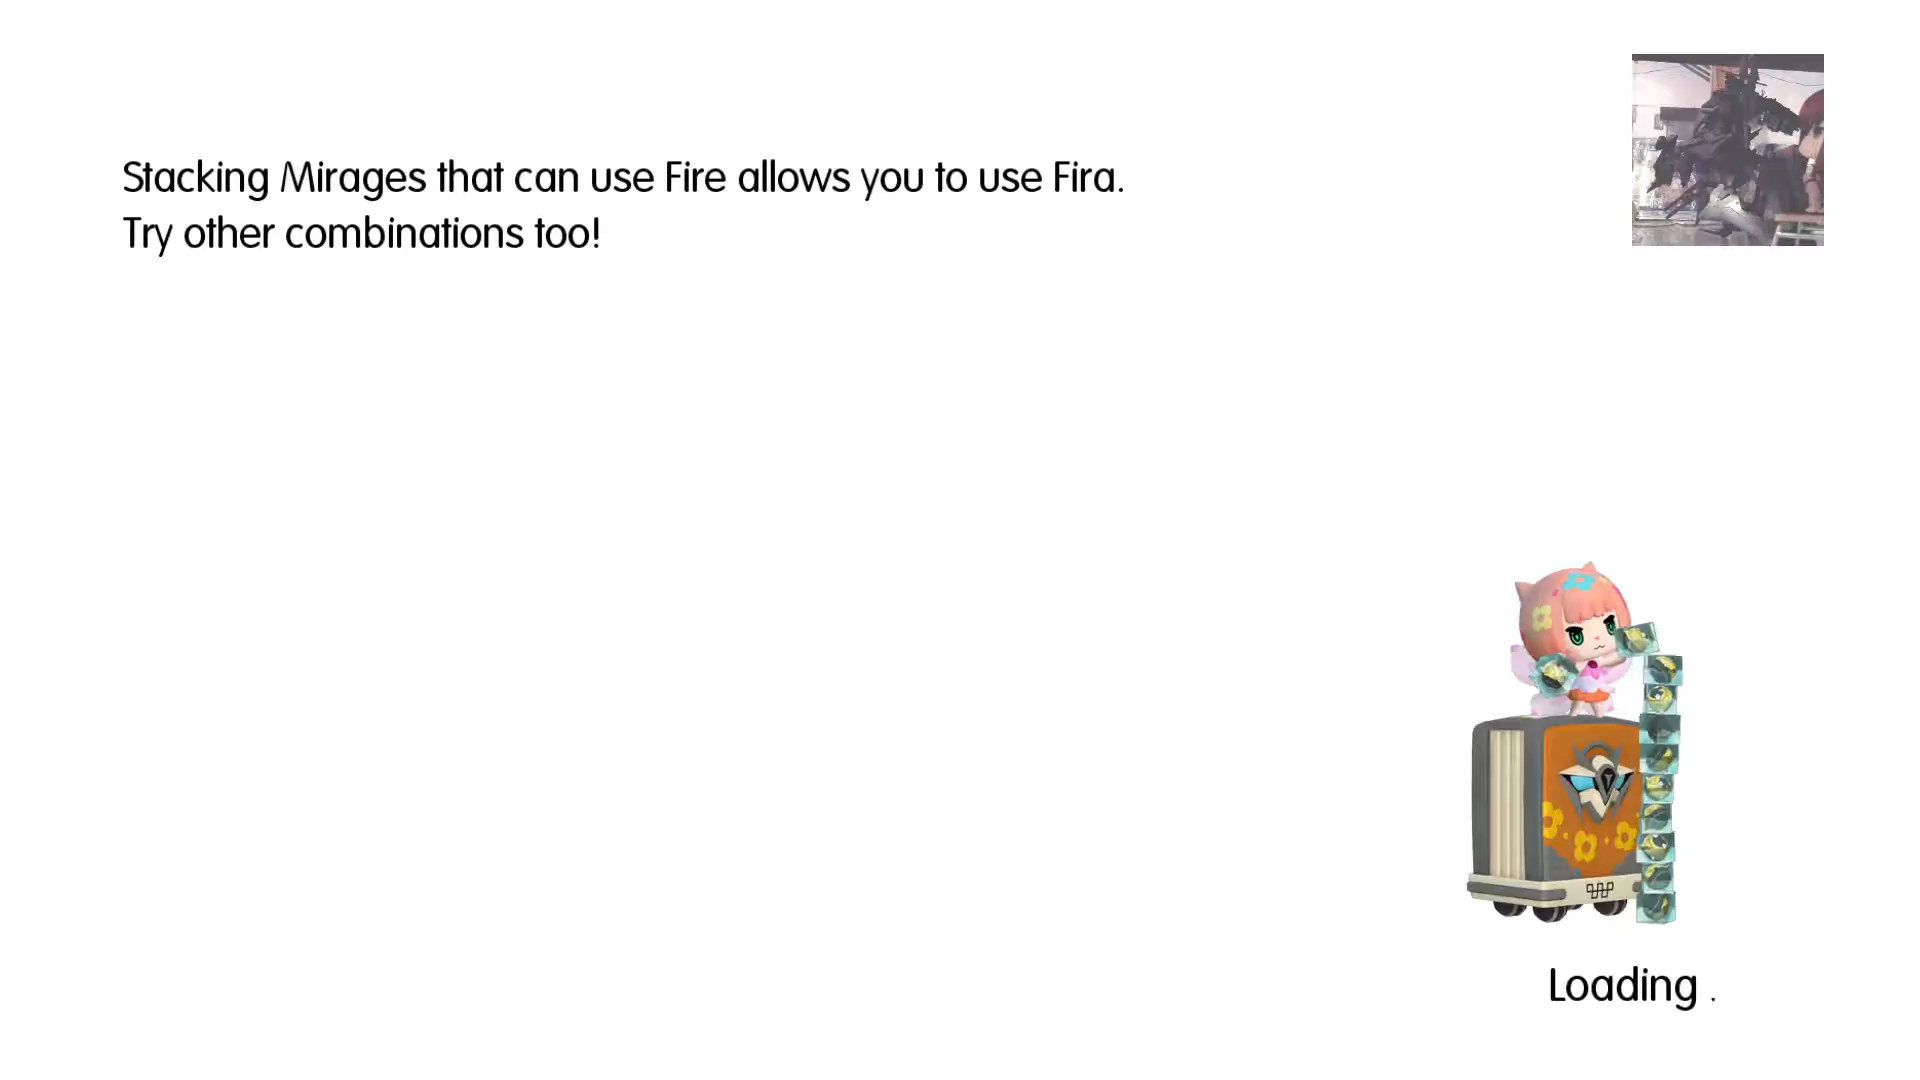 Stacking Mirages that can use Fire allows you to use Fira.
Try other combinations too!
Loading .